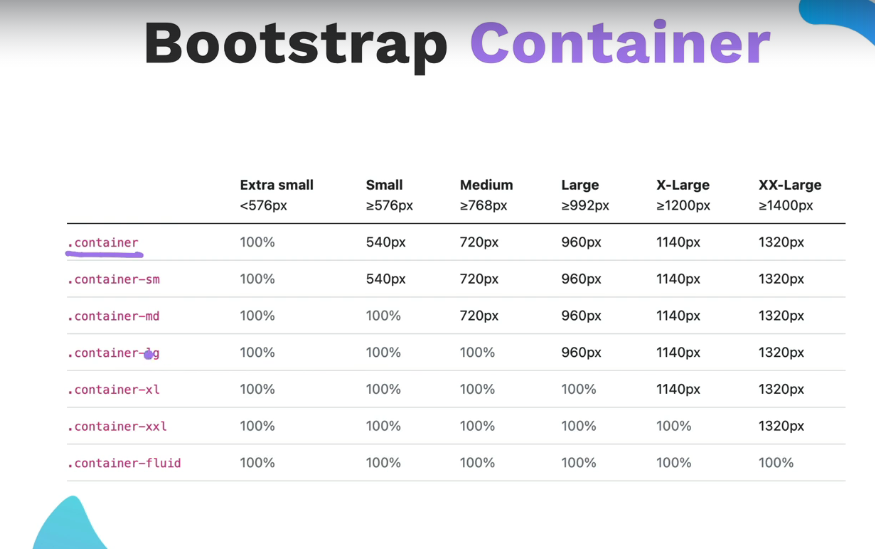 Bootstrap Container
Extra small Small Medium Large X-Large XX-Large
<576px ≥576px ≥768px ≥992px ≥1200px ≥1400px
.container 100% 540px 720px 960px 1140px 1320px
.container-sm 100% 540px 720px 960px 1140px 1320px
.container-md 100% 100% 720px 960px 1140px 1320px
.container-lg 100% 100% 100% 960px 1140px 1320px
.container-xl 100% 100% 100% 100% 1140px 1320px
.container-xxl 100% 100% 100% 100% 100% 1320px
.container-fluid 100% 100% 100% 100% 100% 100%